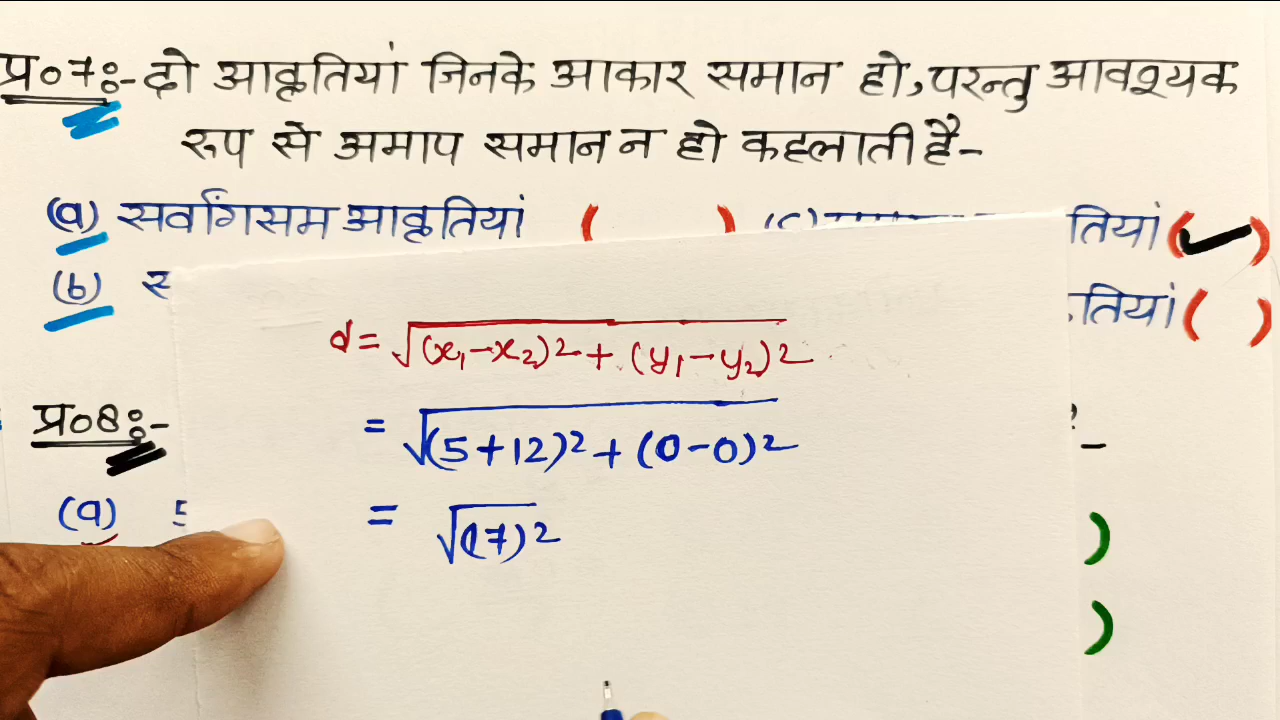 प्र०7:- दो आकृतियां जिनके आकार समान हो, परन्तु आवश्यक
रुप से अमाप समान न हो कहलाती है-
(a) सर्वांगसम आकृतियां ( ) (c) तियां (✓)
(b) स तियां ( )
d = √(x₁-x₂)2 + (y₁-y₂)2
= √(5+12)2 + (0-0)2
= √(17)2
प्र०8:- ?
(a) 5 )
)